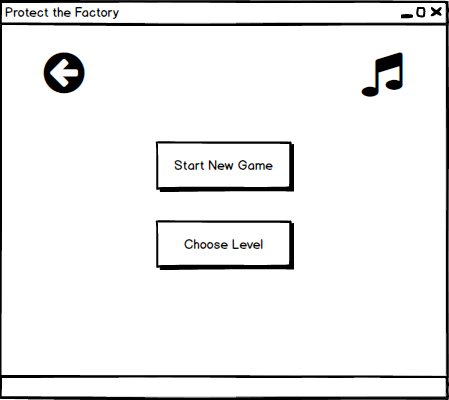 Protect the Factory
Start New Game
Choose Level